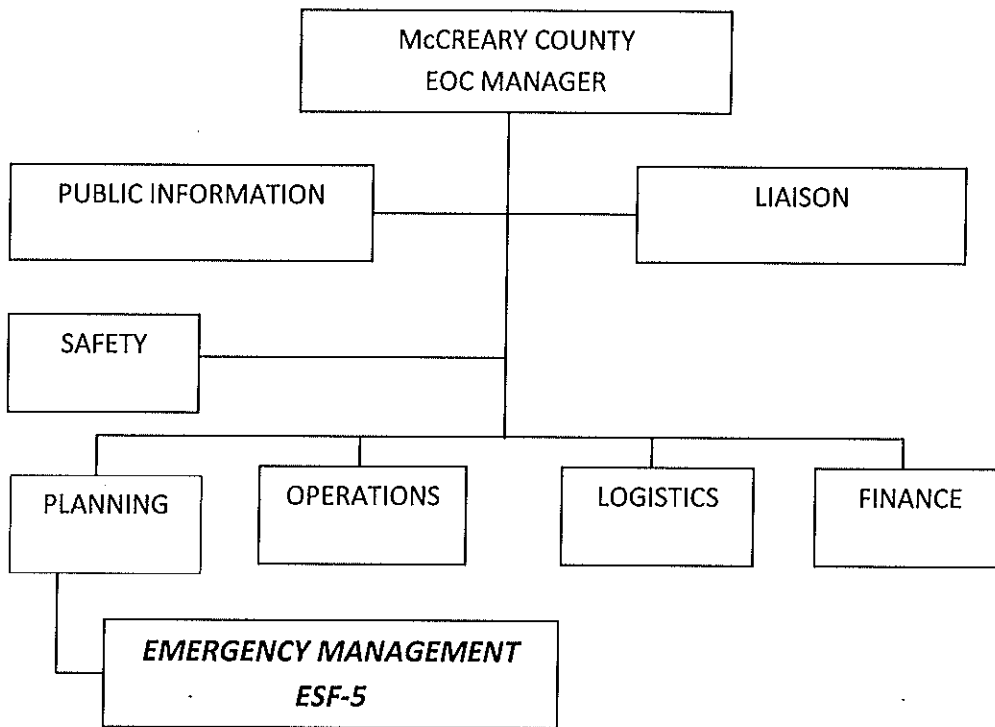 McCREARY COUNTY
EOC MANAGER
PUBLIC INFORMATION
LIAISON
SAFETY
PLANNING
OPERATIONS
LOGISTICS
FINANCE
EMERGENCY MANAGEMENT
ESF-5